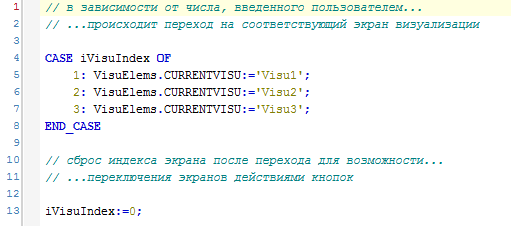 1 // в зависимости от числа, введенного пользователем...
2 // ...происходит переход на соответствующий экран визуализации
3
4 CASE iVisuIndex OF
5 1: VisuElems.CURRENTVISU:='Visu1';
6 2: VisuElems.CURRENTVISU:='Visu2';
7 3: VisuElems.CURRENTVISU:='Visu3';
8 END_CASE
9
10 // сброс индекса экрана после перехода для возможности...
11 // ...переключения экранов действиями кнопок
12
13 iVisuIndex:=0;